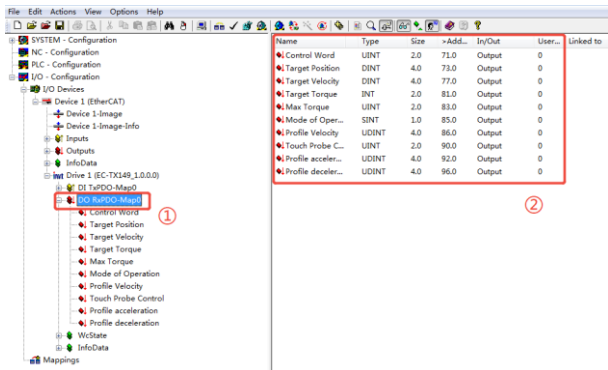 File Edit Actions View Options Help
SYSTEM - Configuration
NC - Configuration
PLC - Configuration
I/O - Configuration
I/O Devices
Device 1 (EtherCAT)
Device 1-Image
Device 1-Image-Info
Inputs
Outputs
InfoData
Drive 1 (EC-TX149_1.0.0.0)
DI TxPDO-Map0
DO RxPDO-Map0
①
Control Word
Target Position
Target Velocity
Target Torque
Max Torque
Mode of Operation
Profile Velocity
Touch Probe Control
Profile acceleration
Profile deceleration
WcState
InfoData
Mappings
Name Type Size >Add... In/Out User... Linked to
Control Word UINT 2.0 71.0 Output 0
Target Position DINT 4.0 73.0 Output 0
Target Velocity DINT 4.0 77.0 Output 0
Target Torque INT 2.0 81.0 Output 0
Max Torque UINT 2.0 83.0 Output 0
Mode of Oper... SINT 1.0 85.0 Output 0
Profile Velocity UDINT 4.0 86.0 Output 0
Touch Probe C... UINT 2.0 90.0 Output 0
Profile acceler... UDINT 4.0 92.0 Output 0
Profile deceler... UDINT 4.0 96.0 Output 0
②